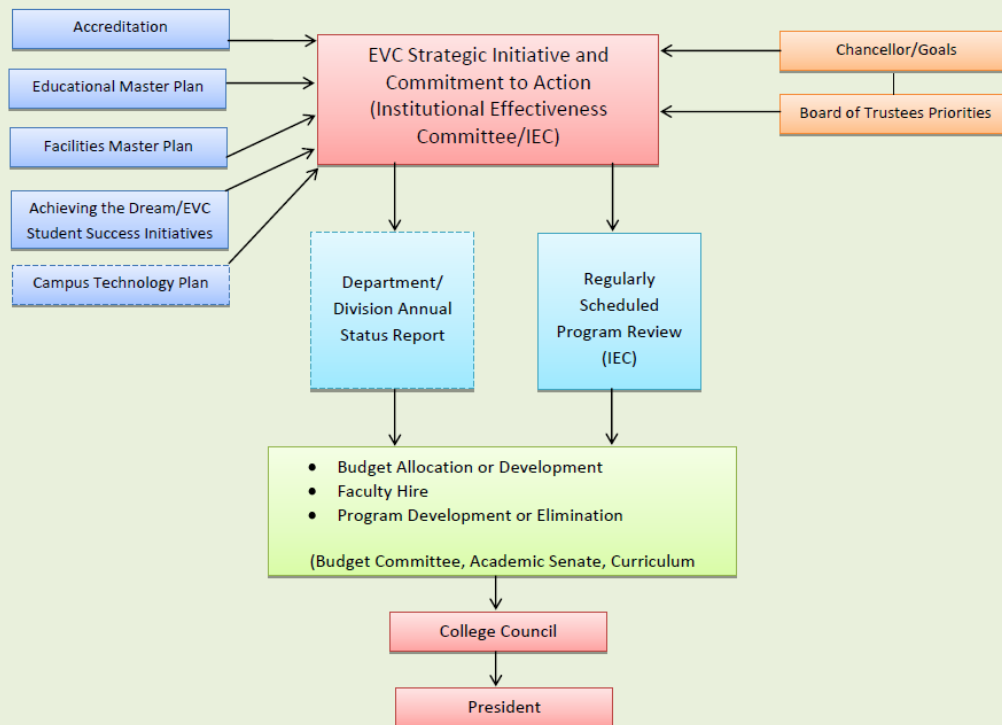 Accreditation
Educational Master Plan
Facilities Master Plan
Achieving the Dream/EVC
Student Success Initiatives
Campus Technology Plan
EVC Strategic Initiative and
Commitment to Action
(Institutional Effectiveness
Committee/IEC)
Chancellor/Goals
Board of Trustees Priorities
Department/
Division Annual
Status Report
Regularly
Scheduled
Program Review
(IEC)
• Budget Allocation or Development
• Faculty Hire
• Program Development or Elimination
(Budget Committee, Academic Senate, Curriculum
College Council
President